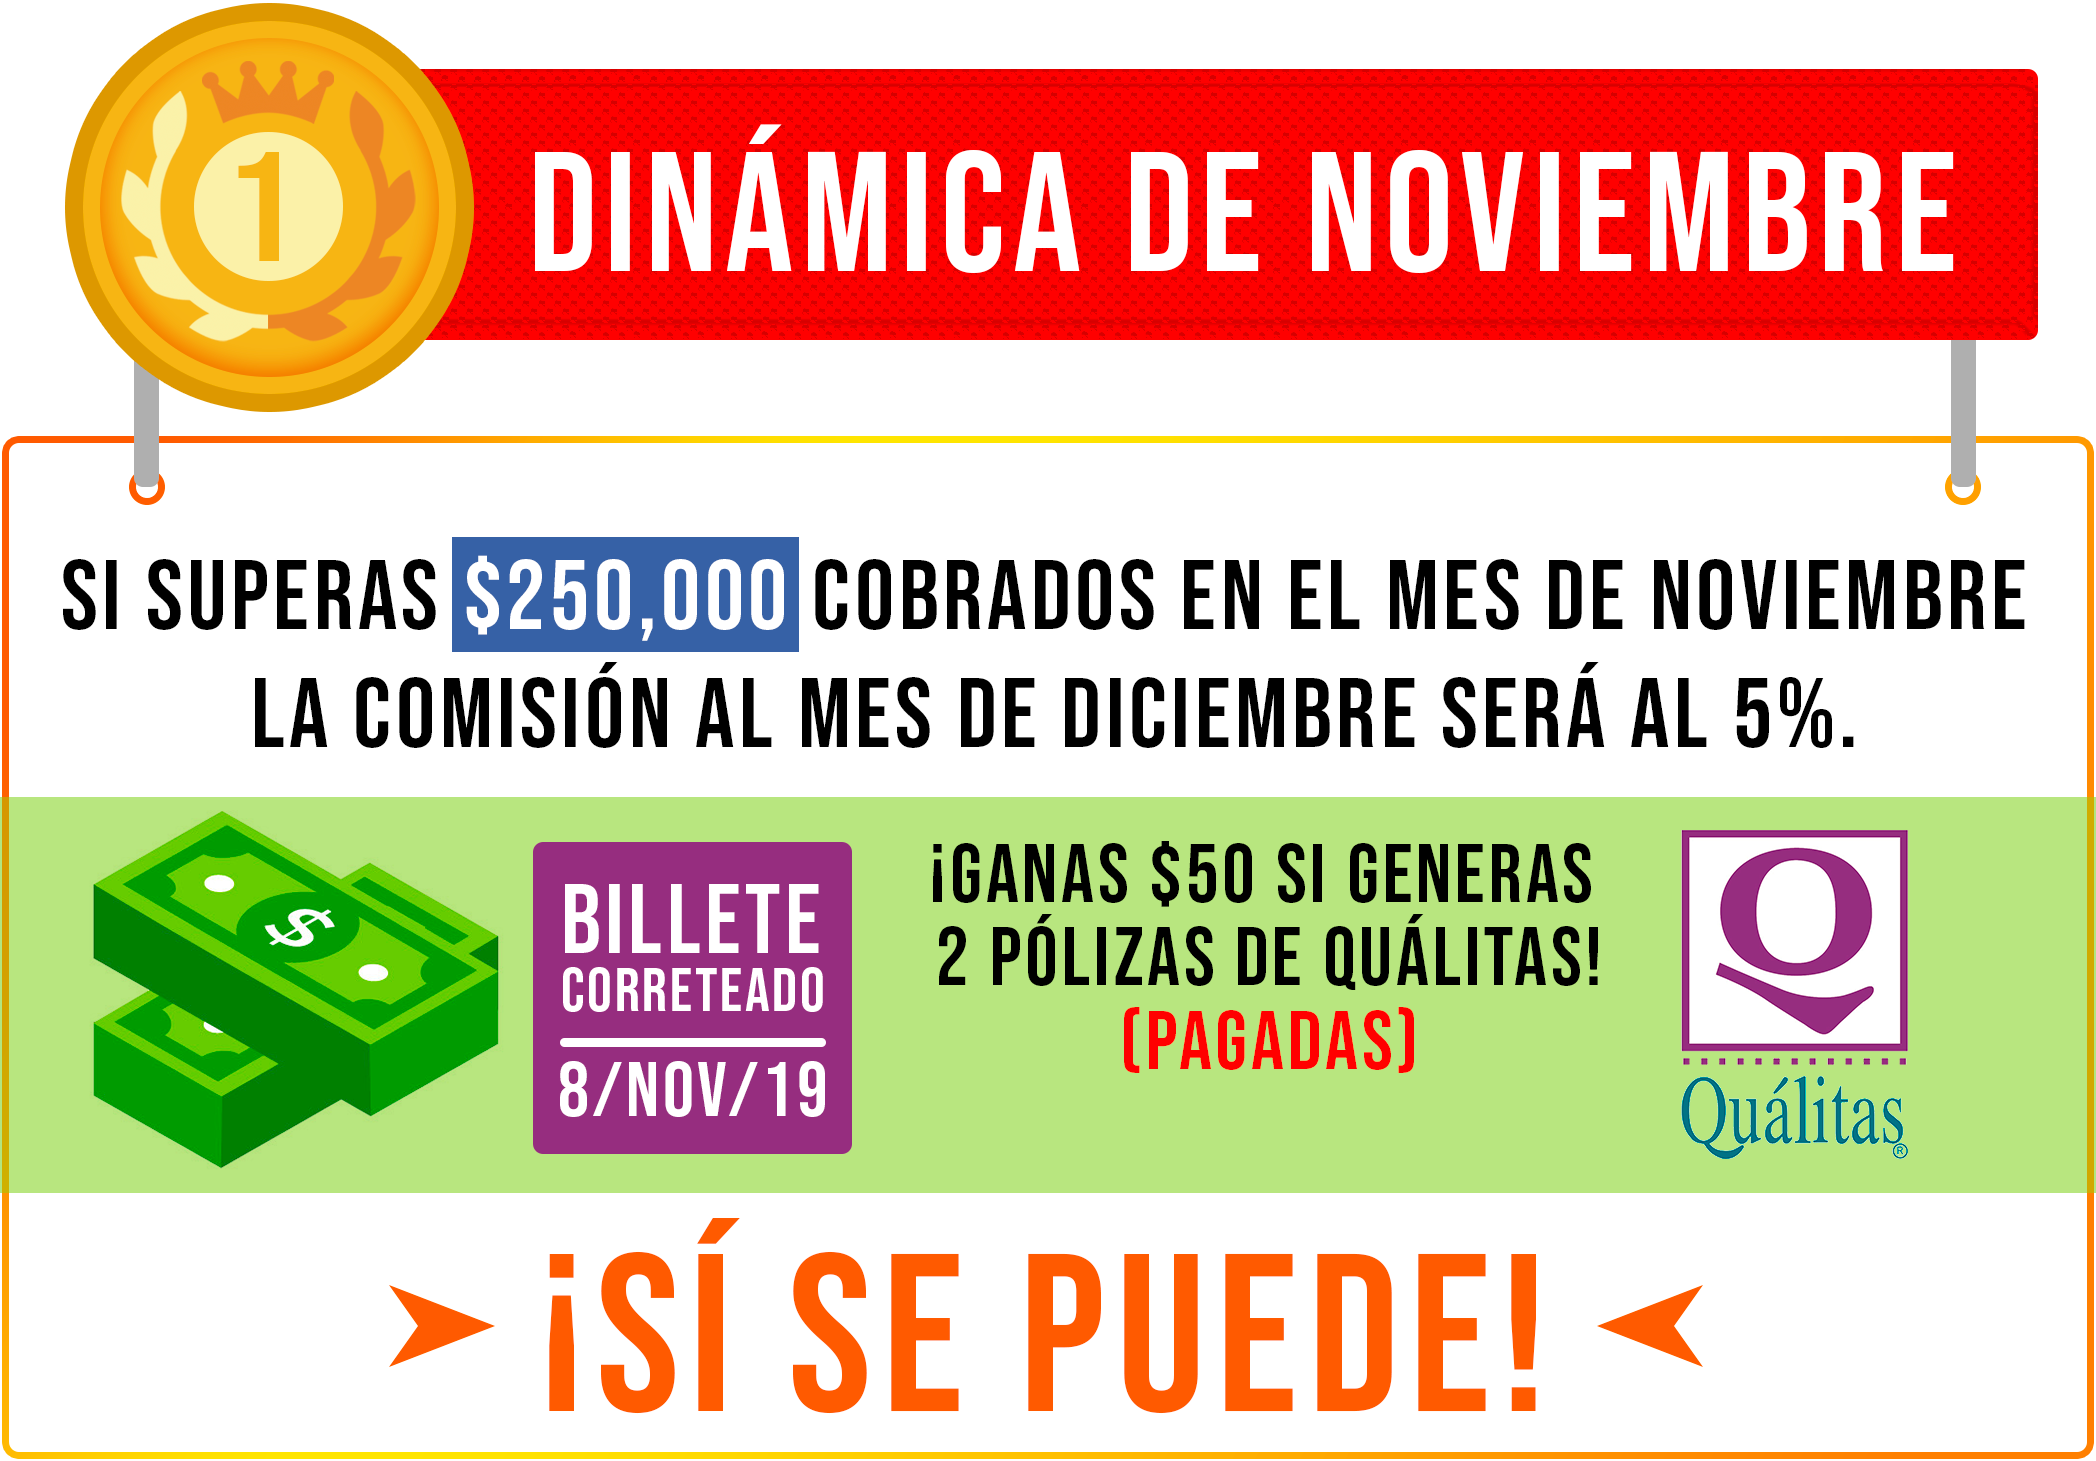 1
DINÁMICA DE NOVIEMBRE
SI SUPERAS $250,000 COBRADOS EN EL MES DE NOVIEMBRE
LA COMISIÓN AL MES DE DICIEMBRE SERÁ AL 5%.
$
BILLETE
CORRETEADO
8/NOV/19
¡GANAS $50 SI GENERAS
2 PÓLIZAS DE QUÁLITAS!
(PAGADAS)
Q
Quálitas®
¡SÍ SE PUEDE!